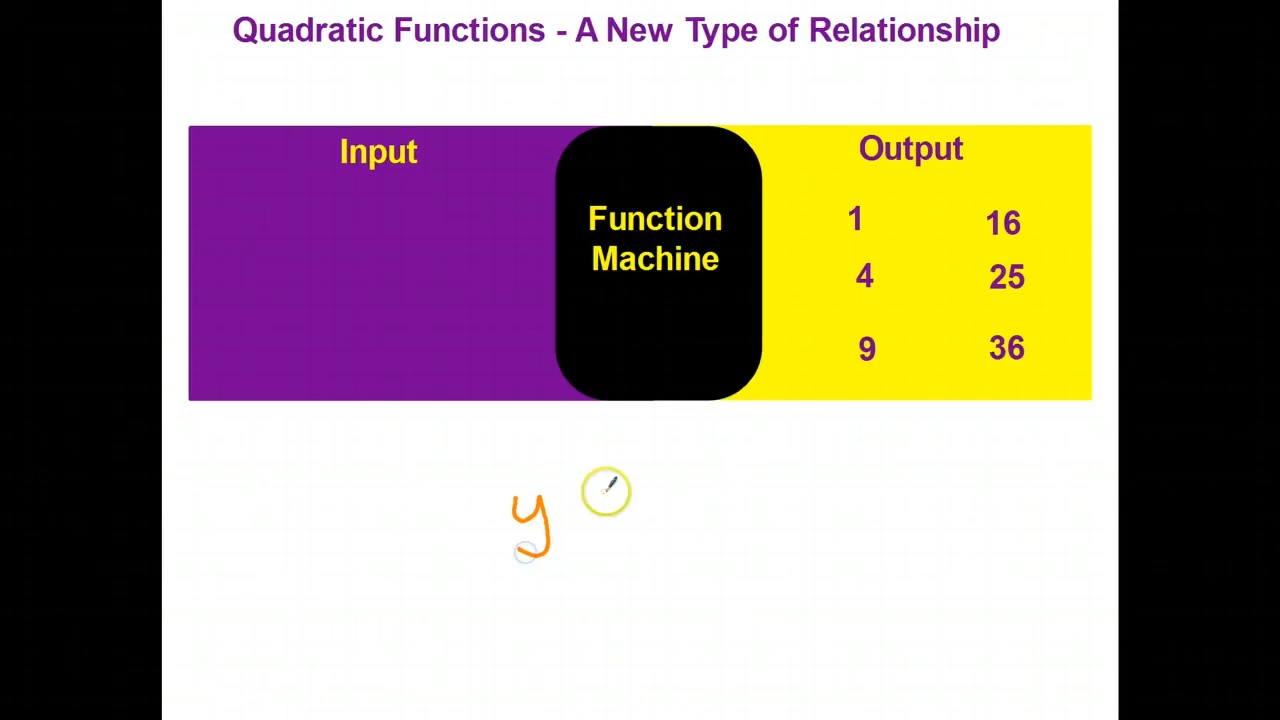 Quadratic Functions - A New Type of Relationship
Input
Function
Machine
Output
1 16
4 25
9 36
y